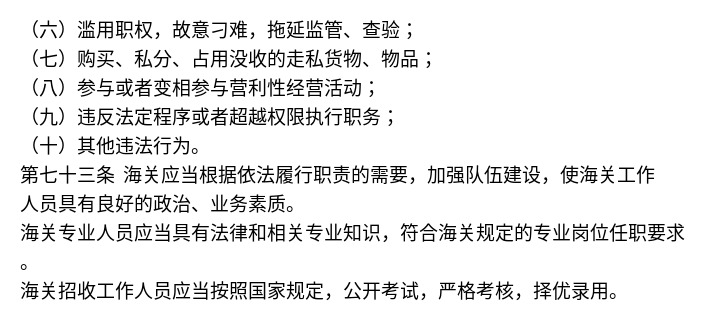 （六）滥用职权，故意刁难，拖延监管、查验；
（七）购买、私分、占用没收的走私货物、物品；
（八）参与或者变相参与营利性经营活动；
（九）违反法定程序或者超越权限执行职务；
（十）其他违法行为。
第七十三条 海关应当根据依法履行职责的需要，加强队伍建设，使海关工作
人员具有良好的政治、业务素质。
海关专业人员应当具有法律和相关专业知识，符合海关规定的专业岗位任职要求
。
海关招收工作人员应当按照国家规定，公开考试，严格考核，择优录用。